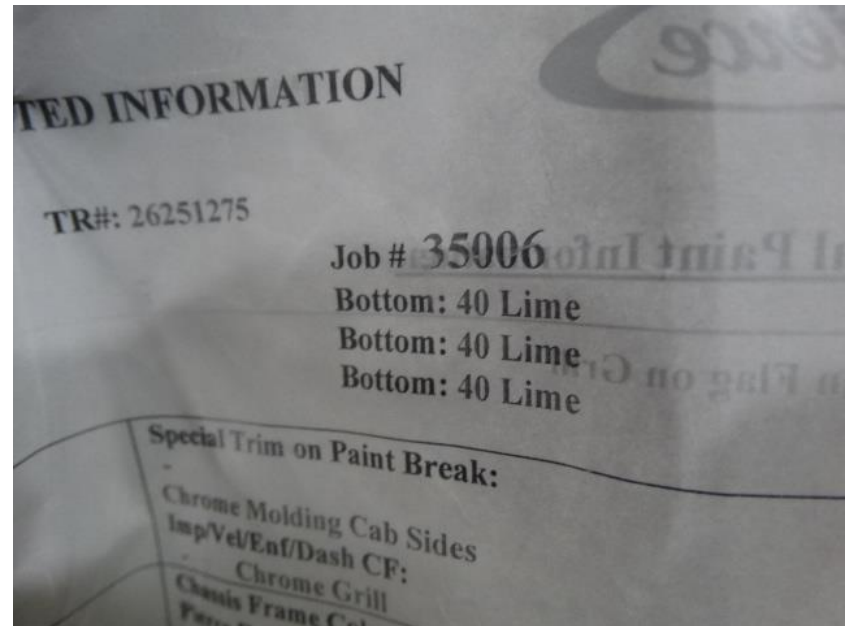 TED INFORMATION
TR#: 26251275
Job # 35006
Bottom: 40 Lime
Bottom: 40 Lime
Bottom: 40 Lime
Special Trim on Paint Break:
-
Chrome Molding Cab Sides
Imp/Vel/Enf/Dash CF:
-
Chrome Grill
Chassis Frame